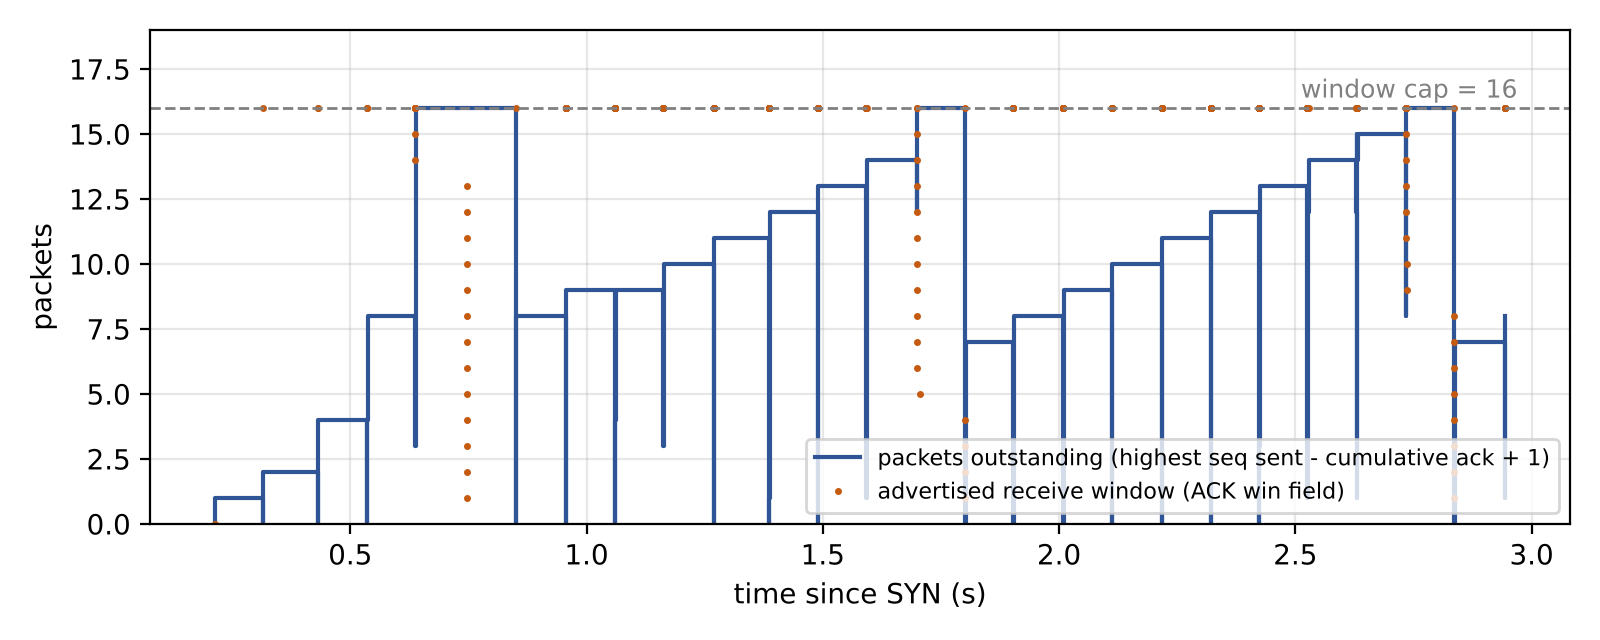 17.5
15.0
12.5
10.0
7.5
5.0
2.5
0.0
packets
window cap = 16
packets outstanding (highest seq sent - cumulative ack + 1)
advertised receive window (ACK win field)
0.5 1.0 1.5 2.0 2.5 3.0
time since SYN (s)